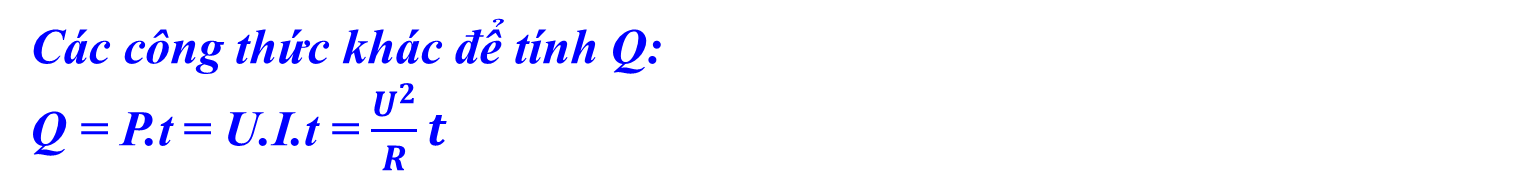 Các công thức khác để tính Q:
Q = P.t = U.I.t = U²/R t